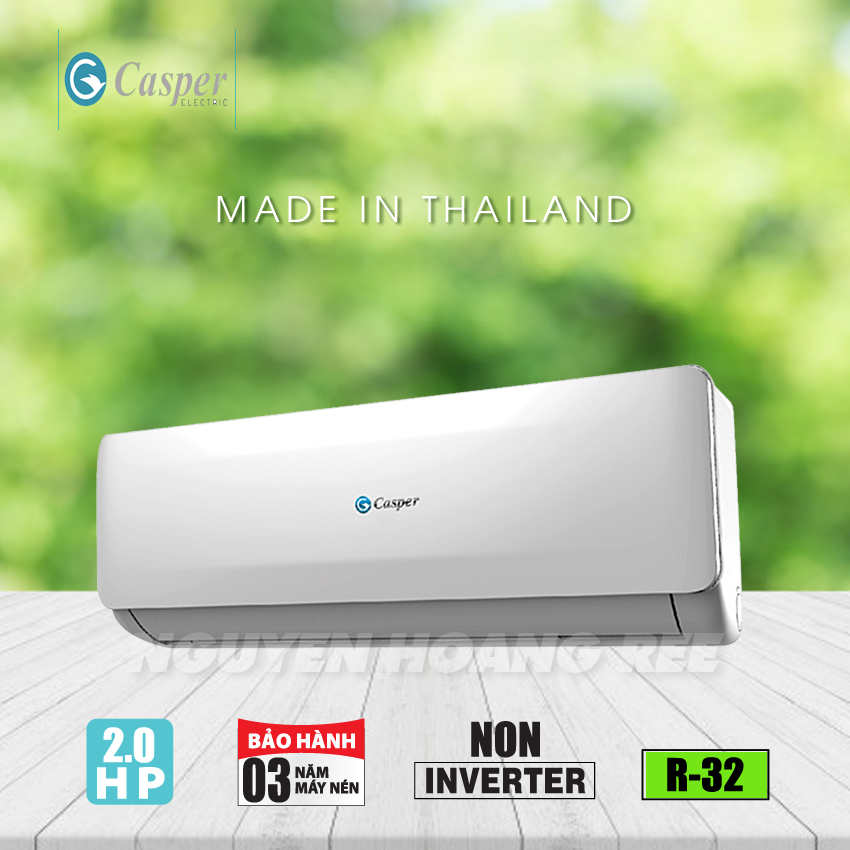 Casper
ELECTRIC
MADE IN THAILAND
Casper
NGUYEN HOANG REE
2.0
HP
BẢO HÀNH
03 NĂM
MÁY NÉN
NON
INVERTER
R-32